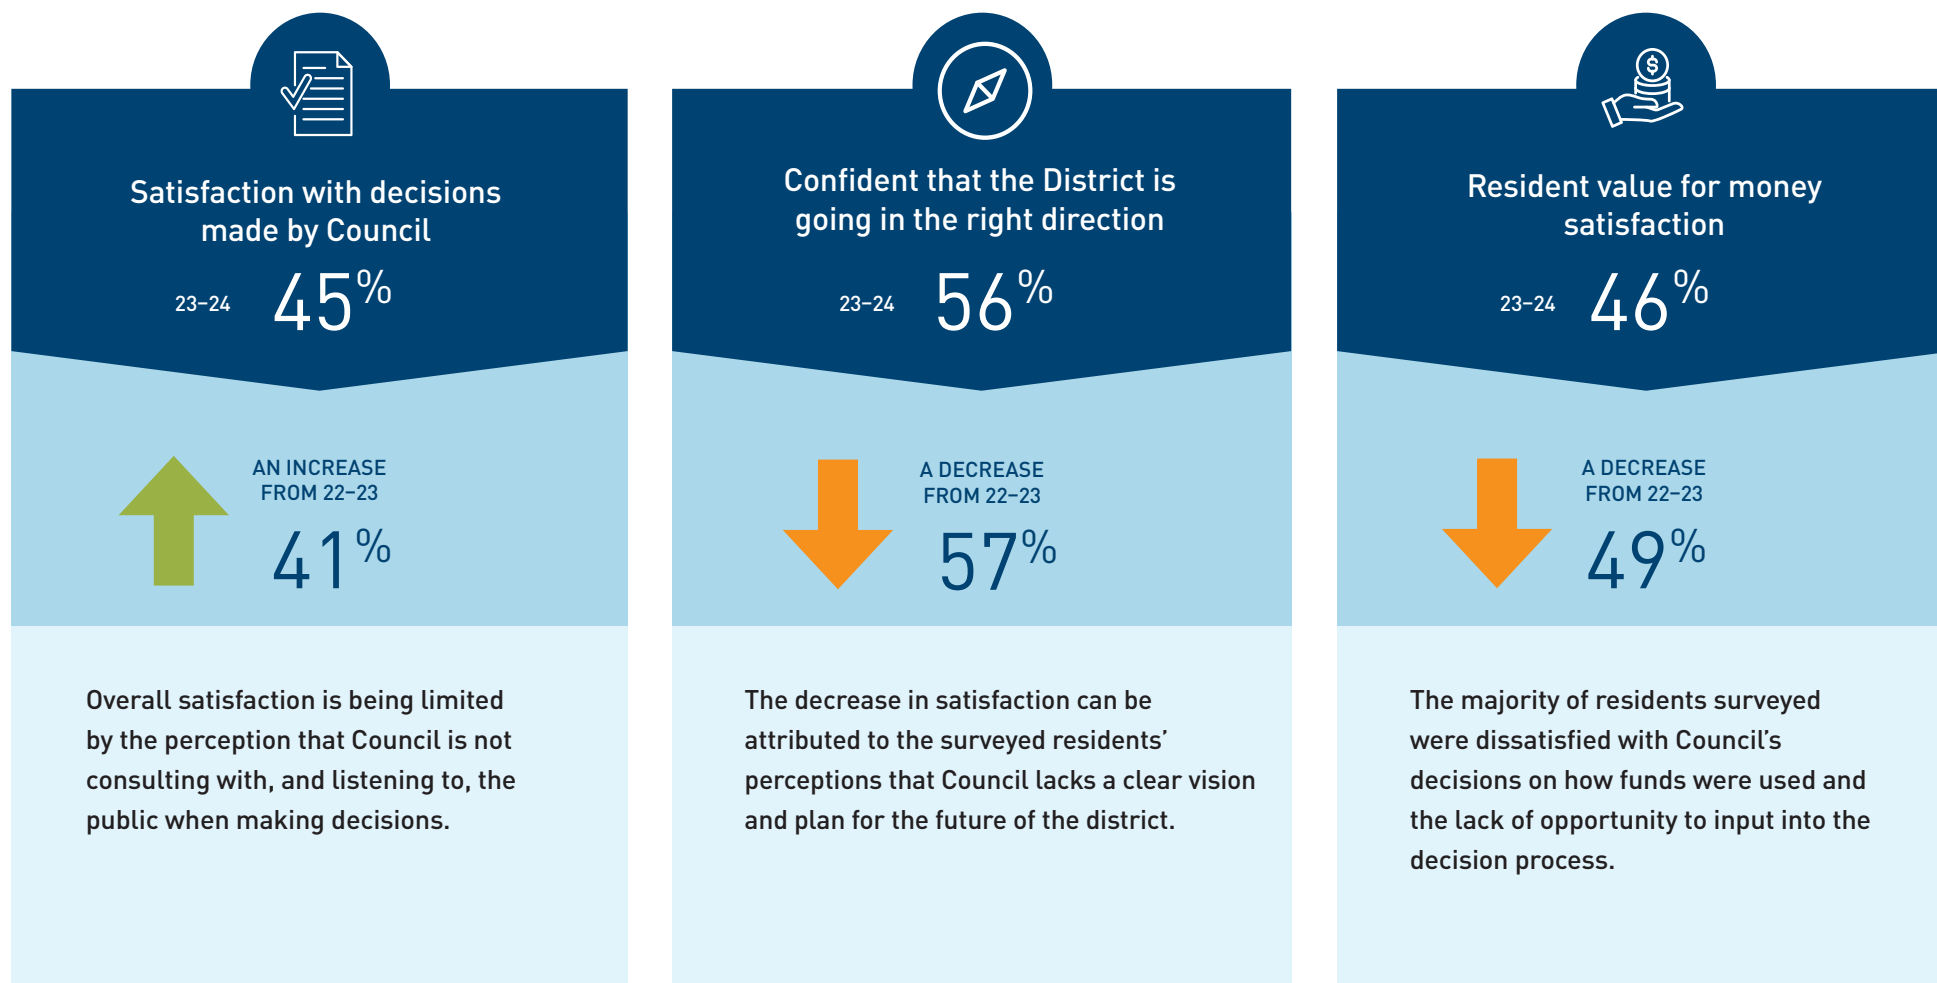 $
Satisfaction with decisions
made by Council
23–24 45%
AN INCREASE
FROM 22–23
41%
Overall satisfaction is being limited
by the perception that Council is not
consulting with, and listening to, the
public when making decisions.
Confident that the District is
going in the right direction
23–24 56%
A DECREASE
FROM 22–23
57%
The decrease in satisfaction can be
attributed to the surveyed residents’
perceptions that Council lacks a clear vision
and plan for the future of the district.
Resident value for money
satisfaction
23–24 46%
A DECREASE
FROM 22–23
49%
The majority of residents surveyed
were dissatisfied with Council’s
decisions on how funds were used and
the lack of opportunity to input into the
decision process.